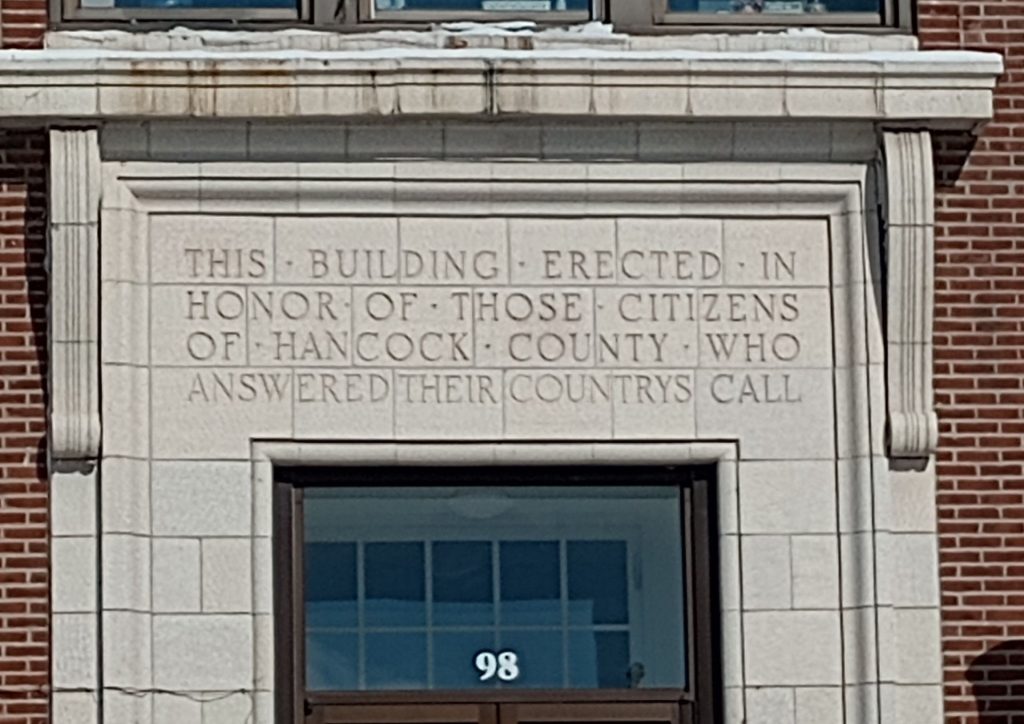 THIS · BUILDING · ERECTED · IN
HONOR · OF · THOSE · CITIZENS
OF · HANCOCK · COUNTY · WHO
ANSWERED THEIR COUNTRYS CALL
98